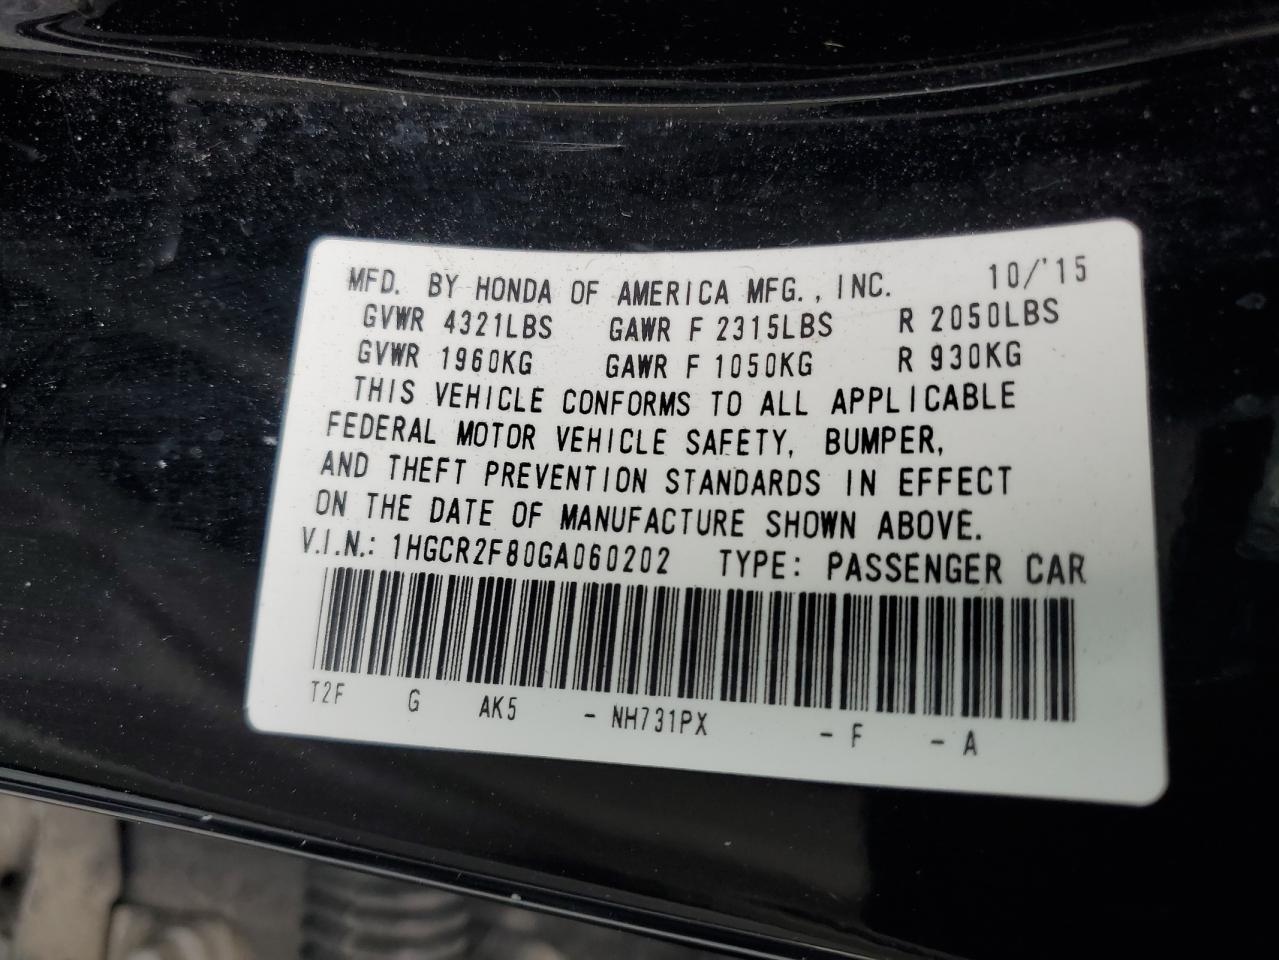 MFD. BY HONDA OF AMERICA MFG., INC. 10/'15
GVWR 4321LBS GAWR F 2315LBS R 2050LBS
GVWR 1960KG GAWR F 1050KG R 930KG
THIS VEHICLE CONFORMS TO ALL APPLICABLE
FEDERAL MOTOR VEHICLE SAFETY, BUMPER,
AND THEFT PREVENTION STANDARDS IN EFFECT
ON THE DATE OF MANUFACTURE SHOWN ABOVE.
V.I.N.: 1HGCR2F80GA060202 TYPE: PASSENGER CAR
T2F G AK5 - NH731PX - F - A